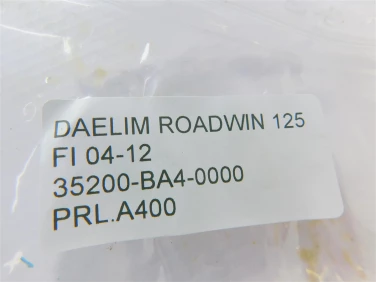 DAELIM ROADWIN 125
FI 04-12
35200-BA4-0000
PRL.A400